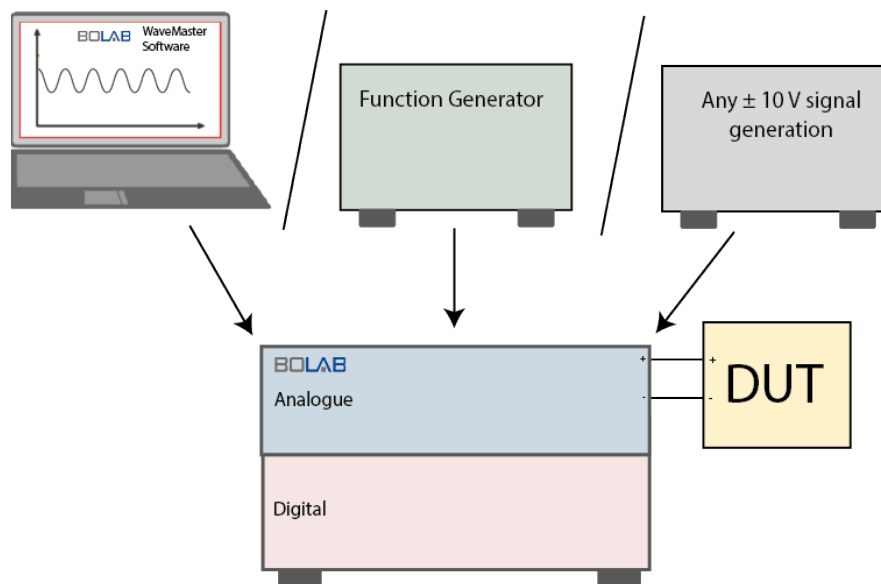 BOLAB WaveMaster
Software
Function Generator
Any ± 10 V signal
generation
BOLAB
Analogue
+ +
- -
DUT
Digital